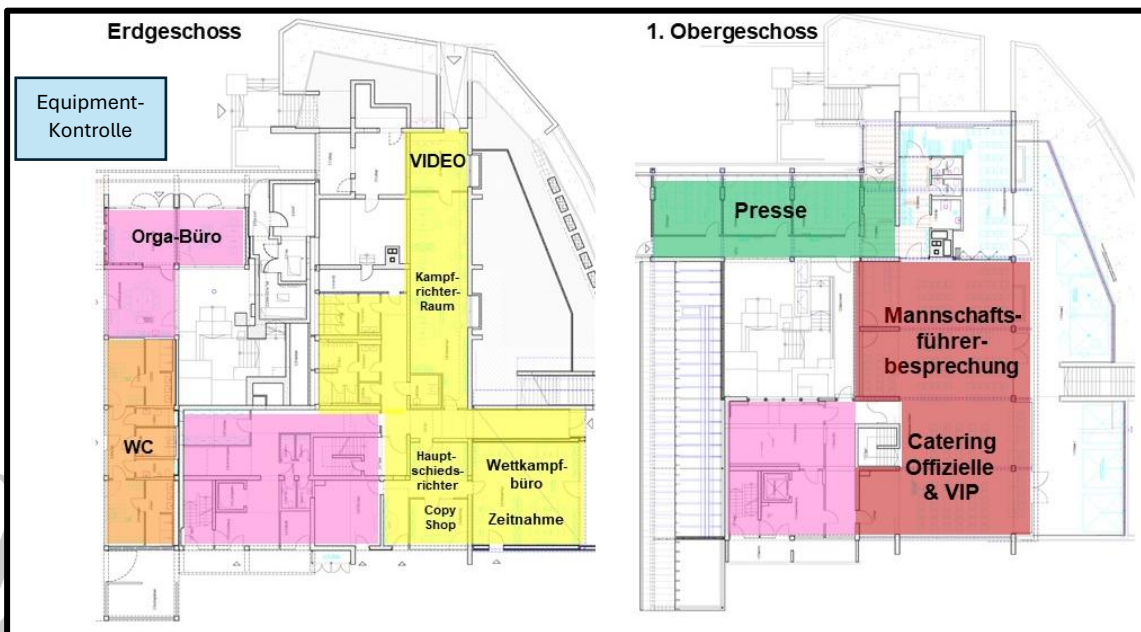 Erdgeschoss
1. Obergeschoss
Equipment-
Kontrolle
VIDEO
Orga-Büro
Presse
Kampf-
richter-
Raum
Mannschafts-
führer-
besprechung
WC
Haupt-
schieds-
richter
Wettkampf-
büro
Catering
Offizielle
& VIP
Copy
Shop
Zeitnahme